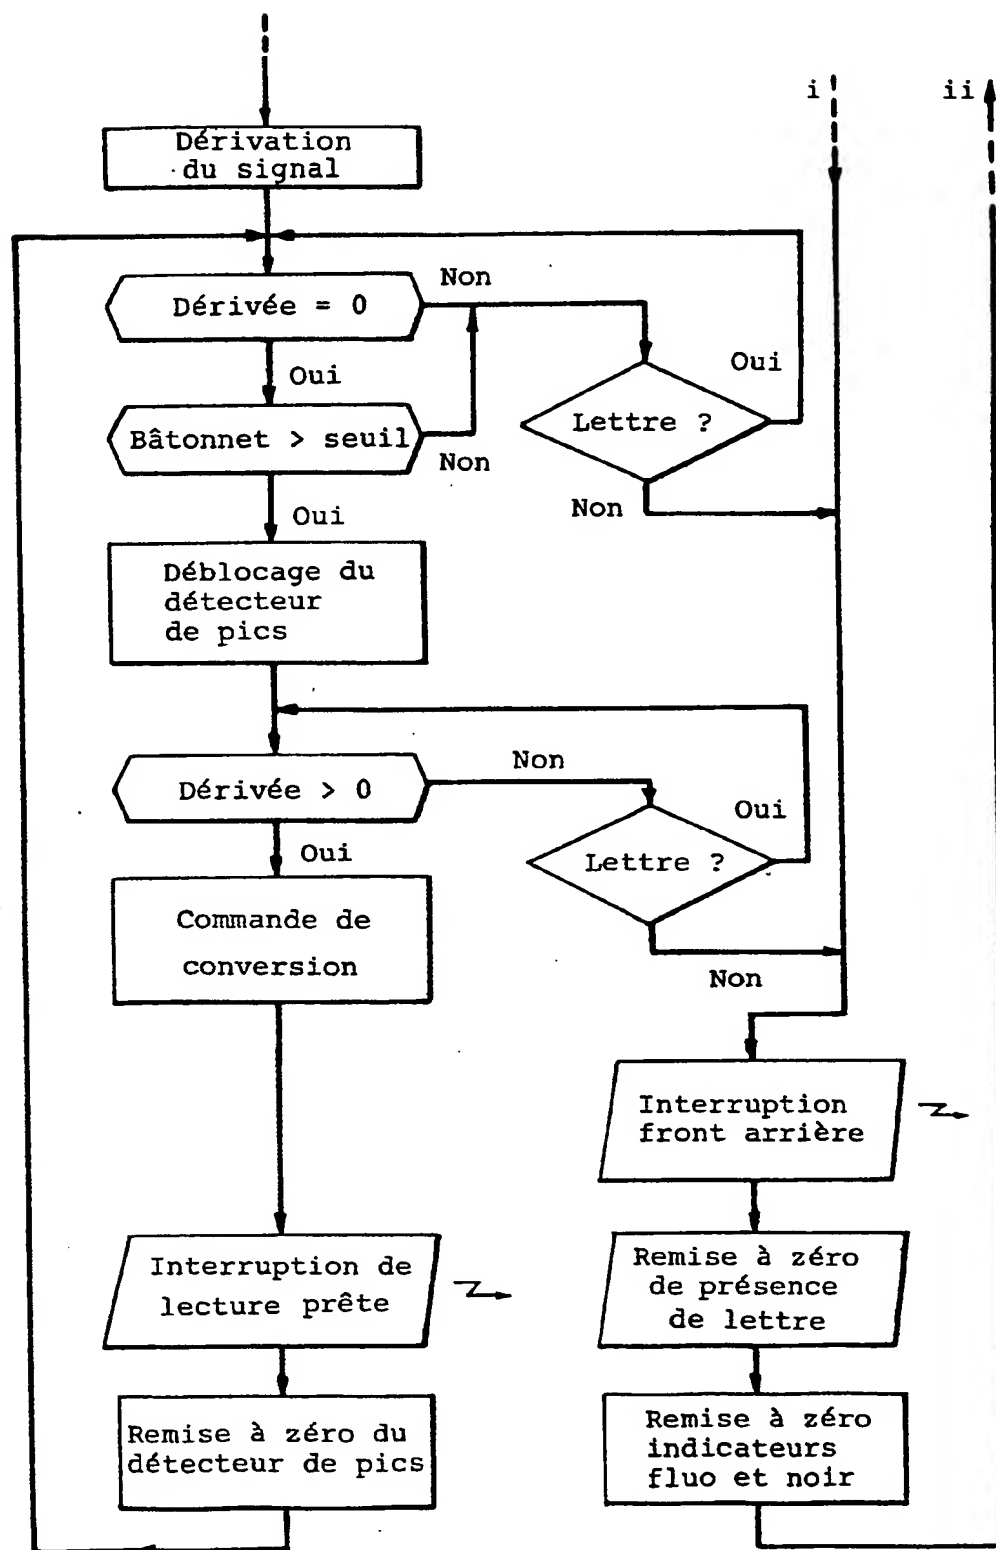 i
ii
Dérivation
du signal
Non
Dérivée = 0
Oui
Oui
Lettre ?
Bâtonnet > seuil
Non
Non
Oui
Déblocage du
détecteur
de pics
Non
Dérivée > 0
Oui
Oui
Lettre ?
Commande de
conversion
Non
Interruption
front arrière
Interruption de
lecture prête
Remise à zéro
de présence
de lettre
Remise à zéro du
détecteur de pics
Remise à zéro
indicateurs
fluo et noir